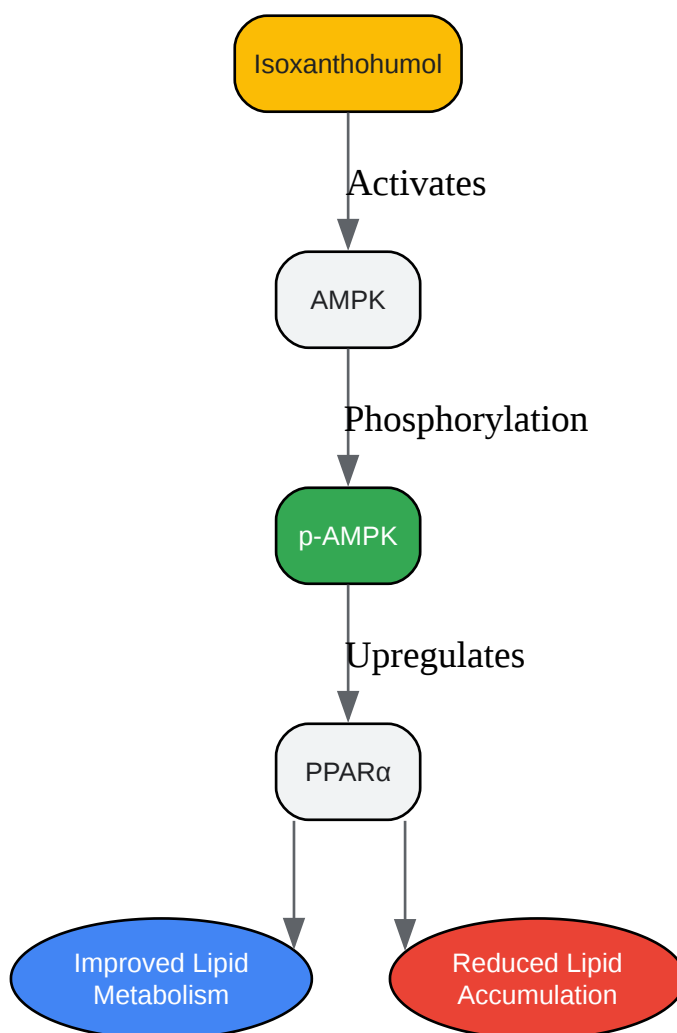 Isoxanthohumol
Activates
AMPK
Phosphorylation
p-AMPK
Upregulates
PPARα
Improved Lipid
Metabolism
Reduced Lipid
Accumulation